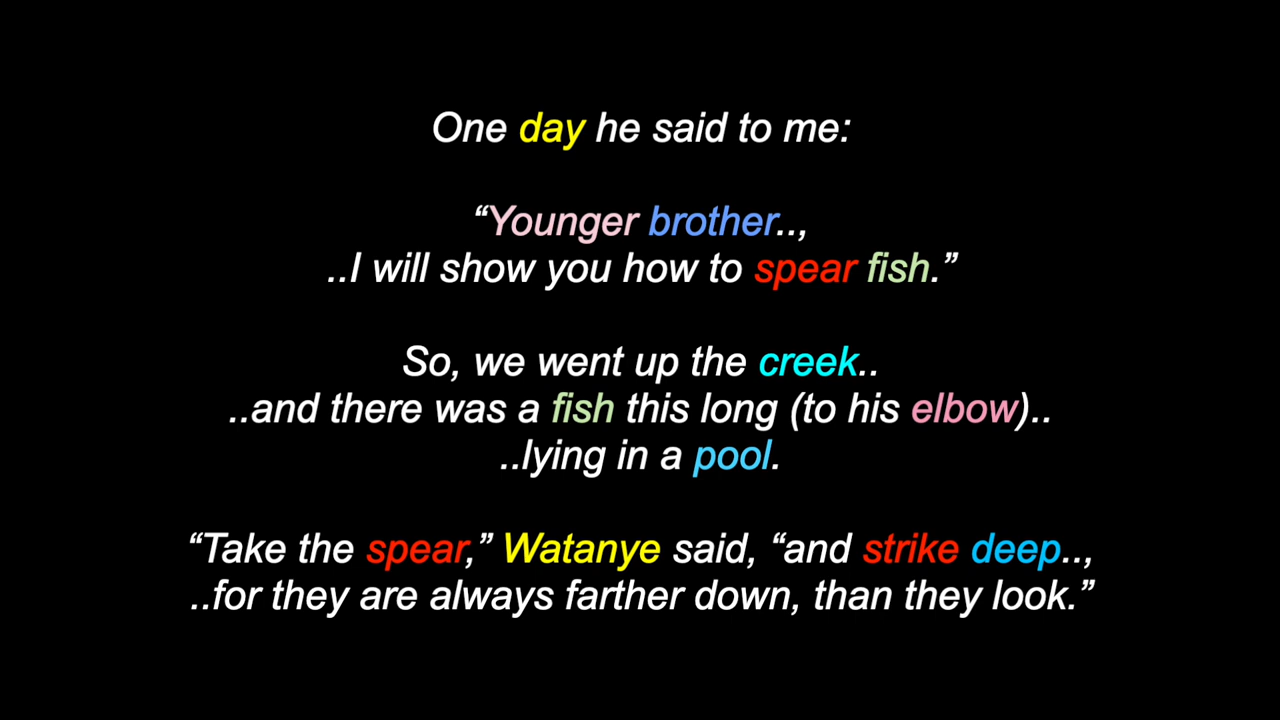 One day he said to me:
“Younger brother..,
..I will show you how to spear fish.”
So, we went up the creek..
..and there was a fish this long (to his elbow)..
..lying in a pool.
“Take the spear,” Watanye said, “and strike deep..,
..for they are always farther down, than they look.”